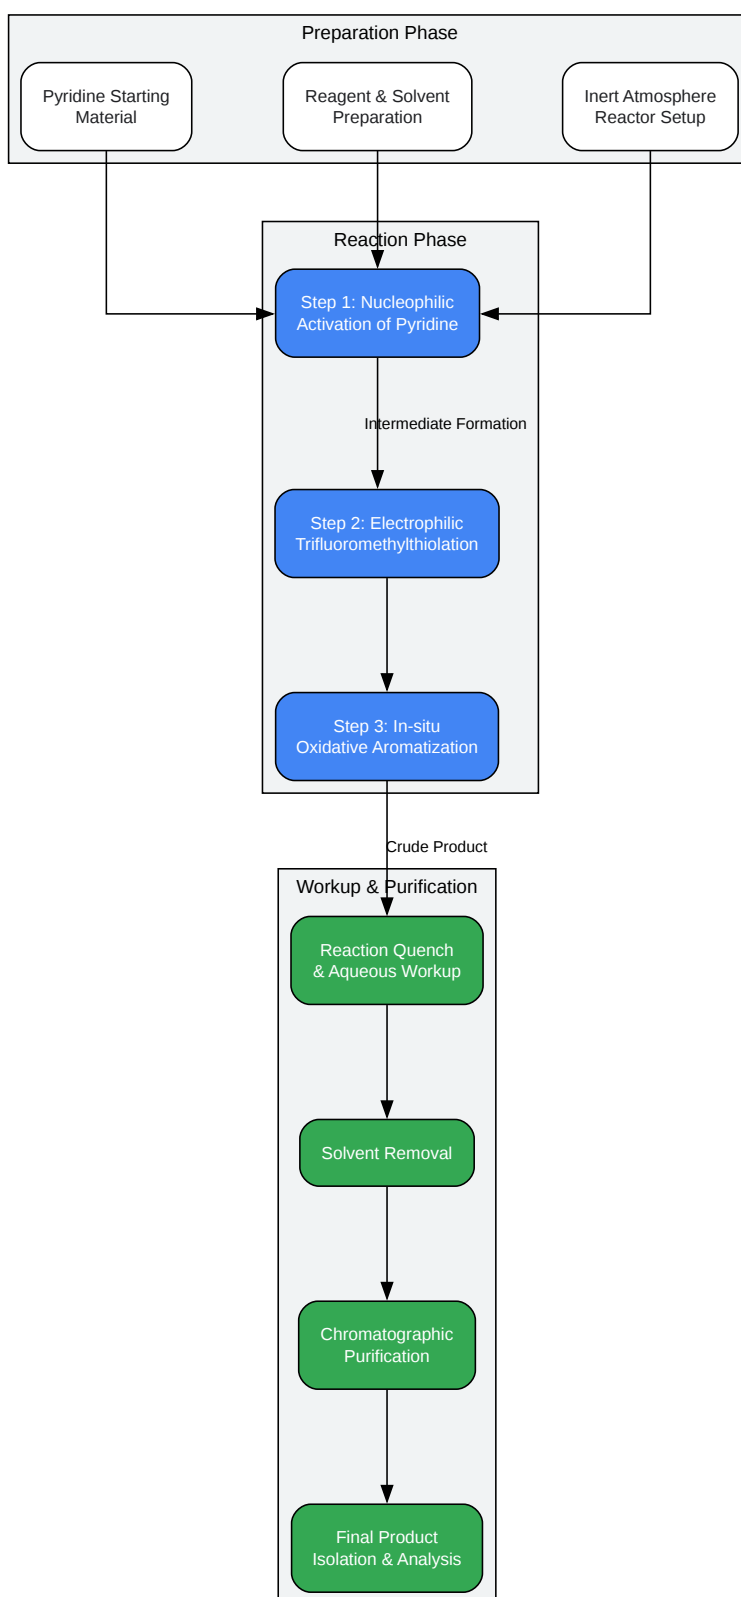 Preparation Phase
Pyridine Starting
Material
Reagent & Solvent
Preparation
Inert Atmosphere
Reactor Setup
Reaction Phase
Step 1: Nucleophilic
Activation of Pyridine
Intermediate Formation
Step 2: Electrophilic
Trifluoromethylthiolation
Step 3: In-situ
Oxidative Aromatization
Crude Product
Workup & Purification
Reaction Quench
& Aqueous Workup
Solvent Removal
Chromatographic
Purification
Final Product
Isolation & Analysis